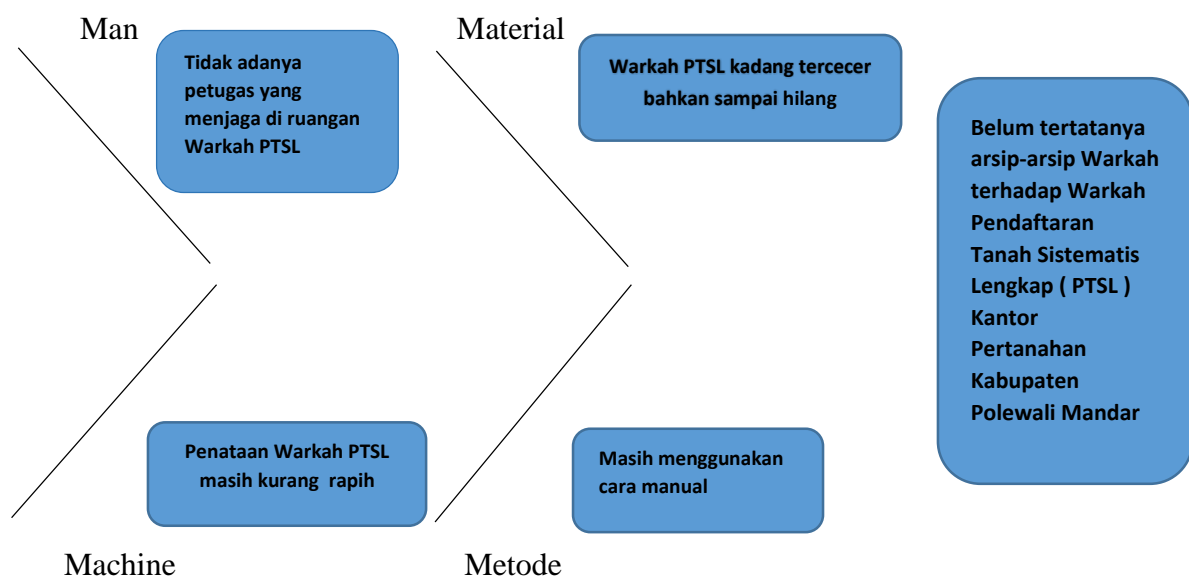 Man
Tidak adanya
petugas yang
menjaga di ruangan
Warkah PTSL
Material
Warkah PTSL kadang tercecer
bahkan sampai hilang
Belum tertatanya
arsip-arsip Warkah
terhadap Warkah
Pendaftaran
Tanah Sistematis
Lengkap ( PTSL )
Kantor
Pertanahan
Kabupaten
Polewali Mandar
Penataan Warkah PTSL
masih kurang rapih
Machine
Masih menggunakan
cara manual
Metode